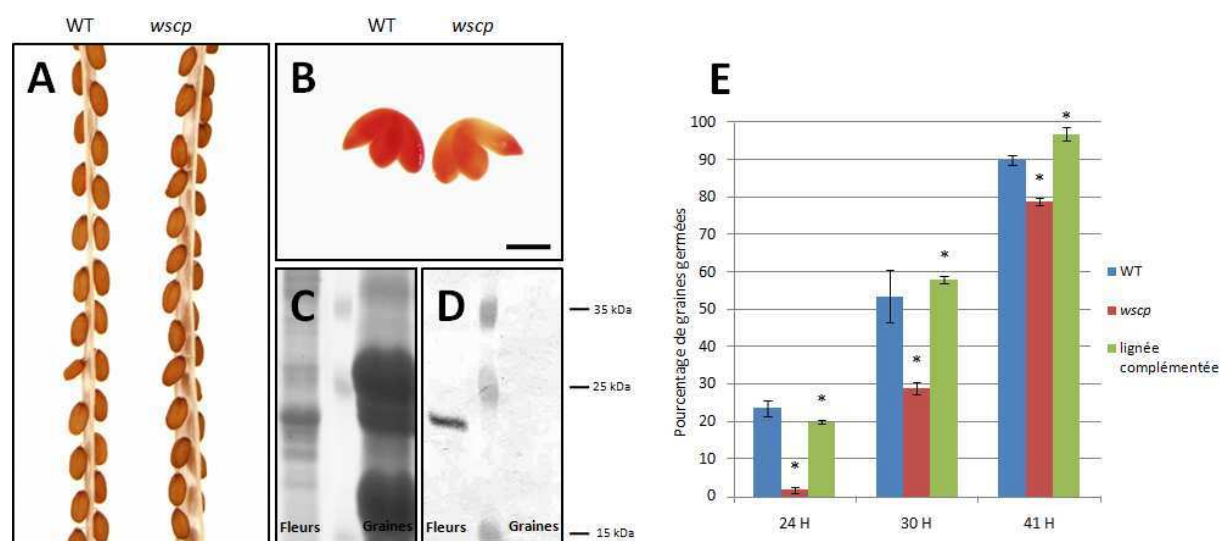 WT wscp
WT wscp
A
B
C
D
35 kDa
25 kDa
15 kDa
Fleurs
Graines
Fleurs
Graines
E
Pourcentage de graines germées
100
90
80
70
60
50
40
30
20
10
0
*
*
*
*
*
*
24 H
30 H
41 H
WT
wscp
lignée
complémentée